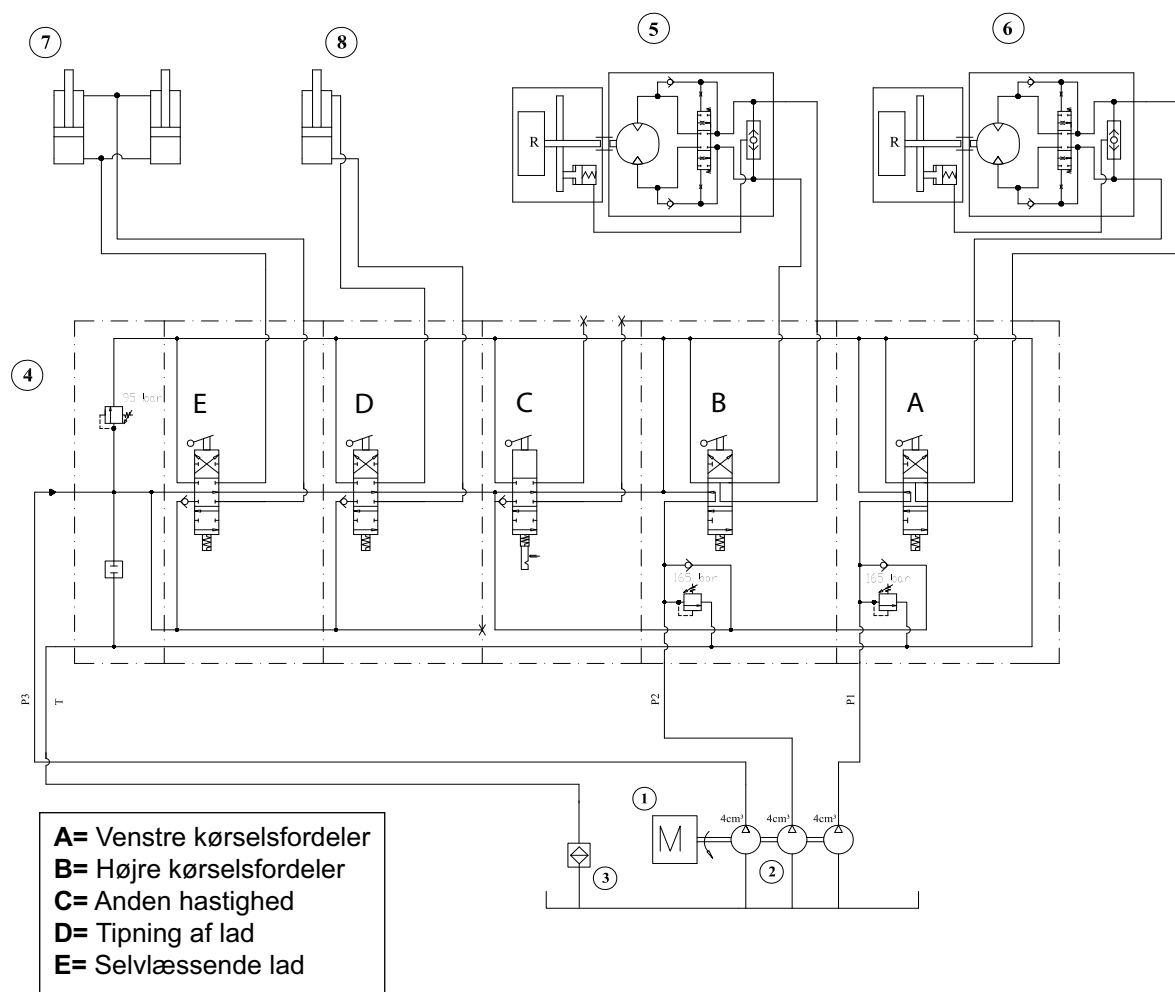 7
8
5
6
R
R
4
95 bar
E
D
C
B
A
165 bar
165 bar
P3
T
P2
P1
1
M
4cm³
4cm³
4cm³
2
3
A= Venstre kørselsfordeler
B= Højre kørselsfordeler
C= Anden hastighed
D= Tipning af lad
E= Selvlæssende lad